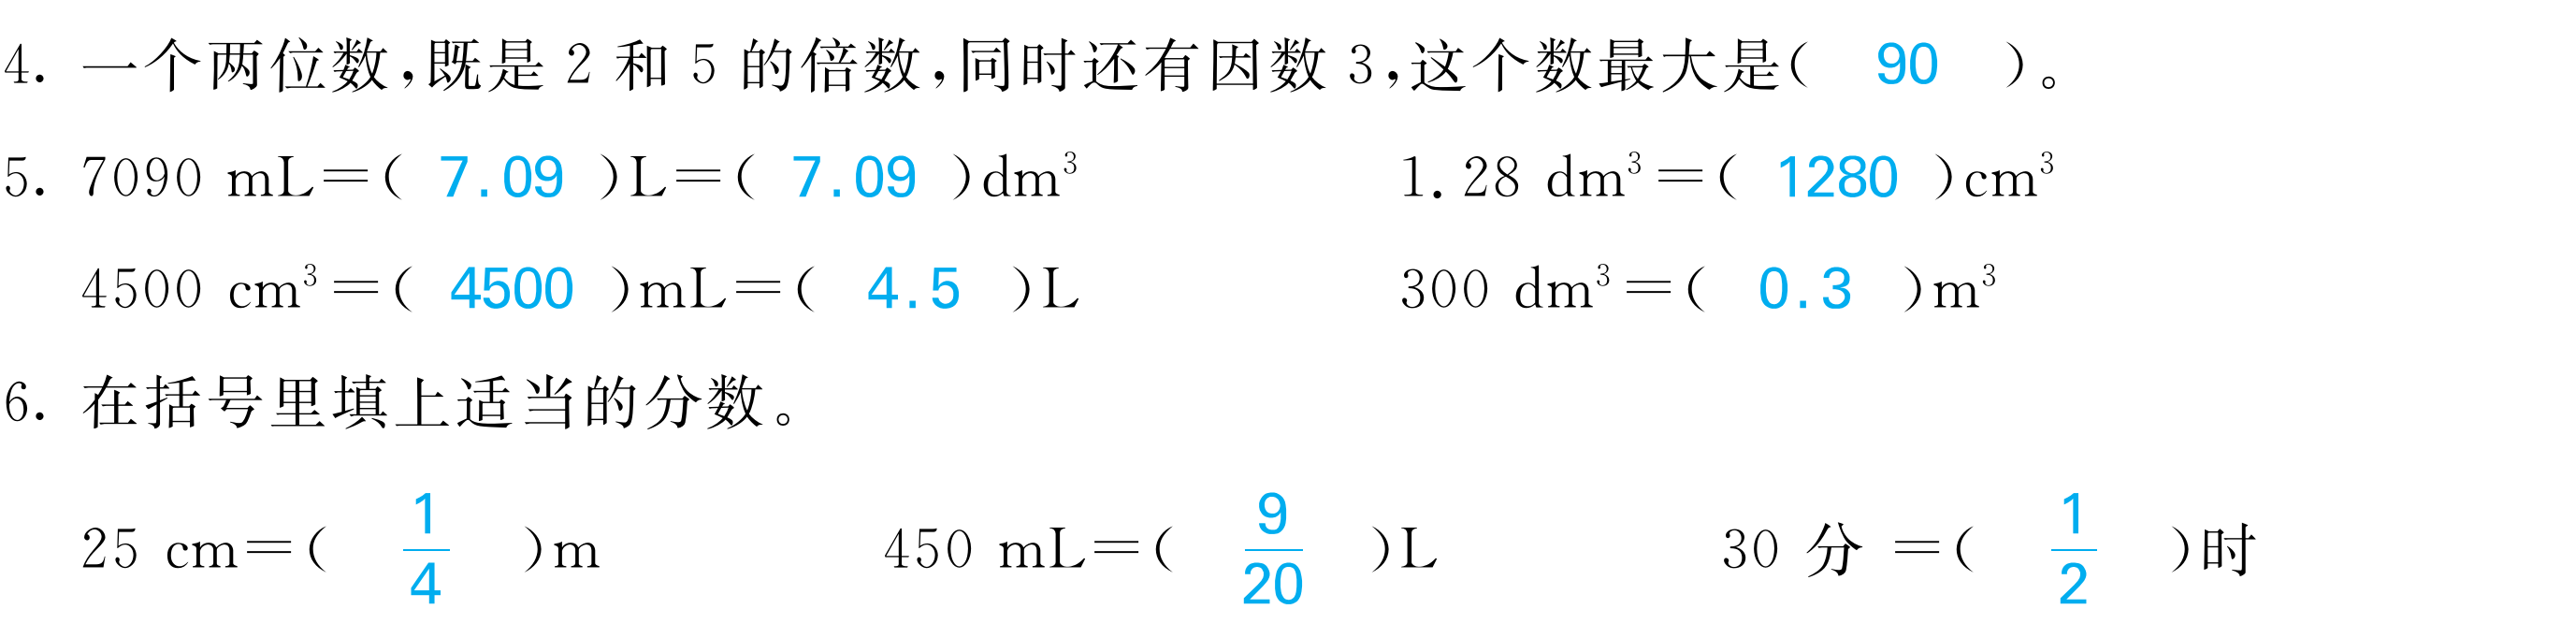 4. 一个两位数,既是 2 和 5 的倍数,同时还有因数 3,这个数最大是( 90 )。
5. 7090 mL=( 7.09 )L=( 7.09 )dm³ 1.28 dm³=( 1280 )cm³
4500 cm³=( 4500 )mL=( 4.5 )L 300 dm³=( 0.3 )m³
6. 在括号里填上适当的分数。
25 cm=( 1/4 )m 450 mL=( 9/20 )L 30 分 =( 1/2 )时